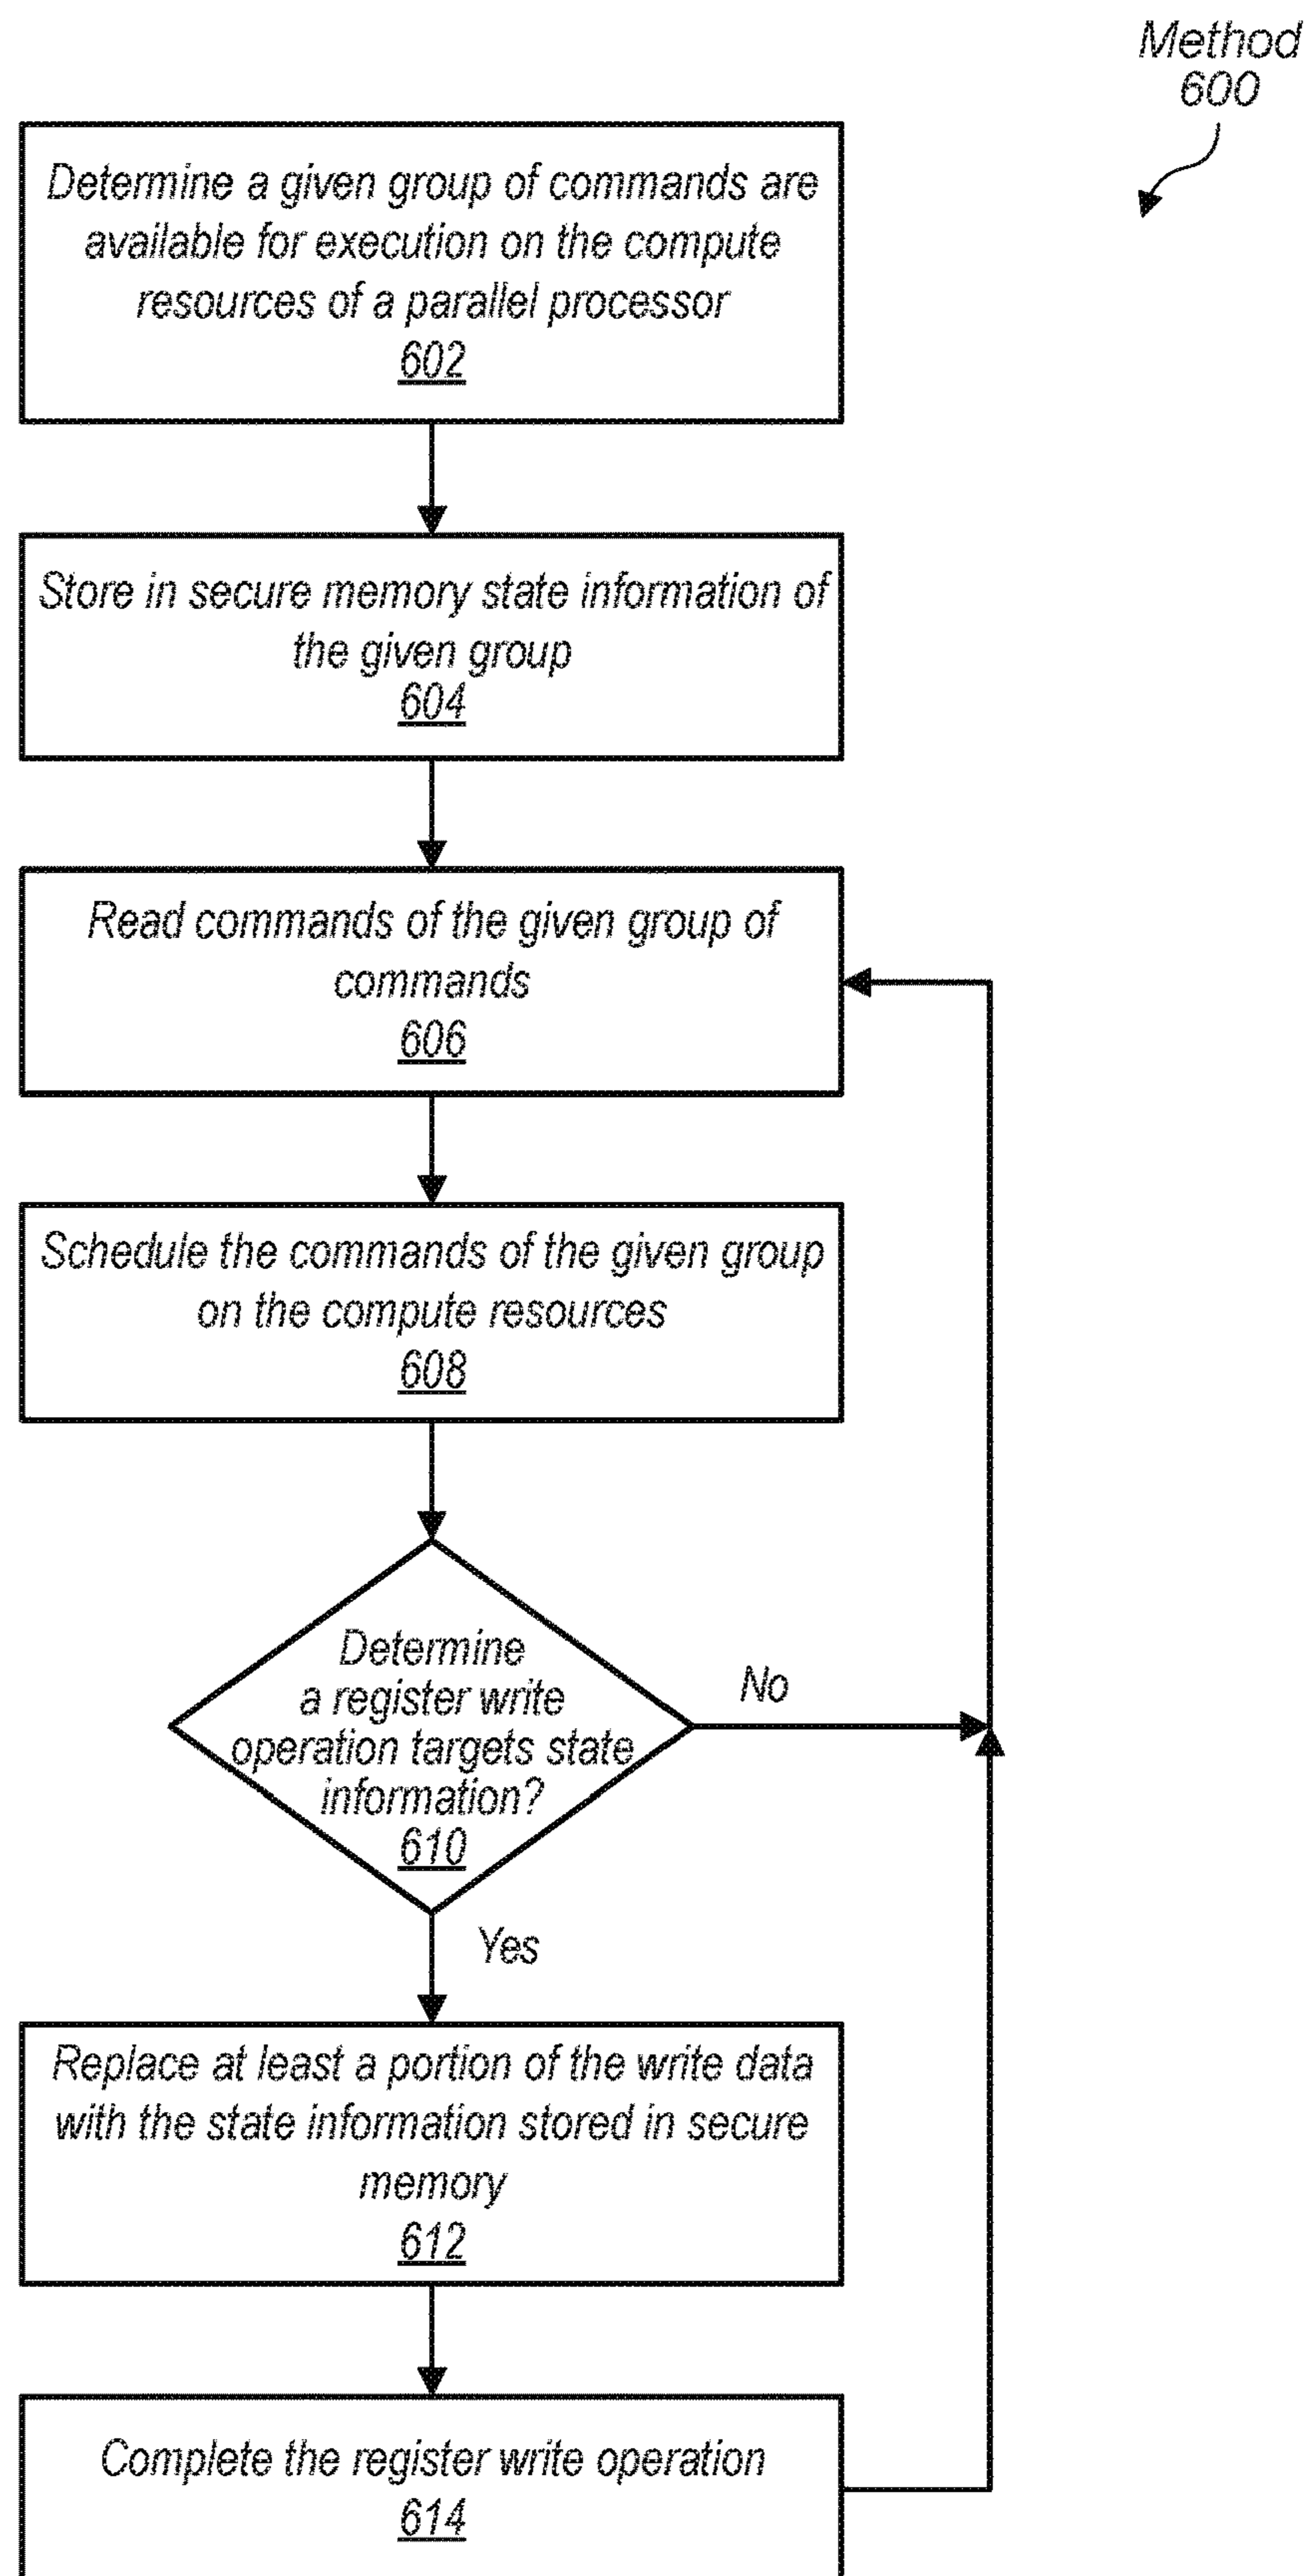 Method
600
Determine a given group of commands are
available for execution on the compute
resources of a parallel processor
602
Store in secure memory state information of
the given group
604
Read commands of the given group of
commands
606
Schedule the commands of the given group
on the compute resources
608
Determine
a register write
operation targets state
information?
610
No
Yes
Replace at least a portion of the write data
with the state information stored in secure
memory
612
Complete the register write operation
614